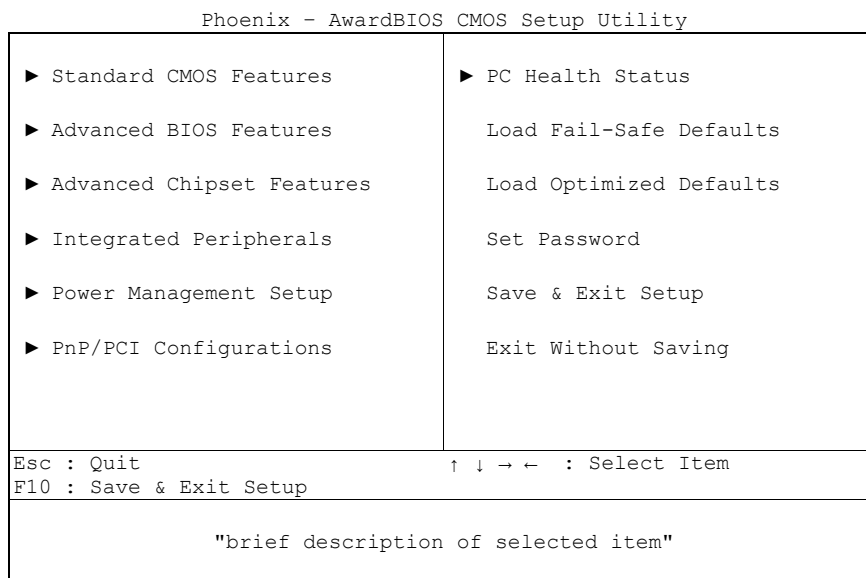 Phoenix – AwardBIOS CMOS Setup Utility
► Standard CMOS Features
► Advanced BIOS Features
► Advanced Chipset Features
► Integrated Peripherals
► Power Management Setup
► PnP/PCI Configurations
► PC Health Status
Load Fail-Safe Defaults
Load Optimized Defaults
Set Password
Save & Exit Setup
Exit Without Saving
Esc : Quit
F10 : Save & Exit Setup
↑ ↓ → ← : Select Item
"brief description of selected item"